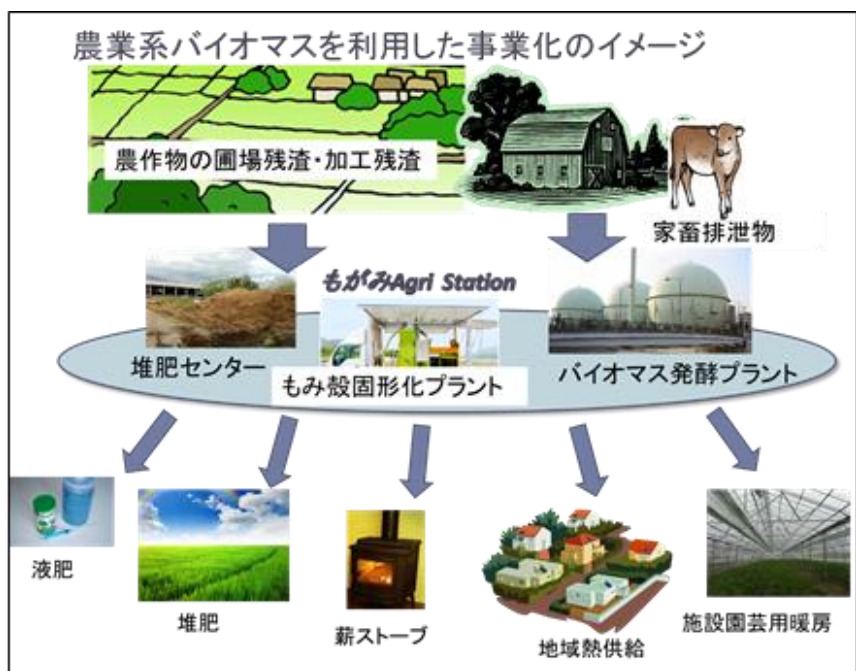 農業系バイオマスを利用した事業化のイメージ
農作物の圃場残渣・加工残渣
家畜排泄物
もがみAgri Station
堆肥センター
もみ殻固形化プラント
バイオマス発酵プラント
液肥
堆肥
薪ストーブ
地域熱供給
施設園芸用暖房